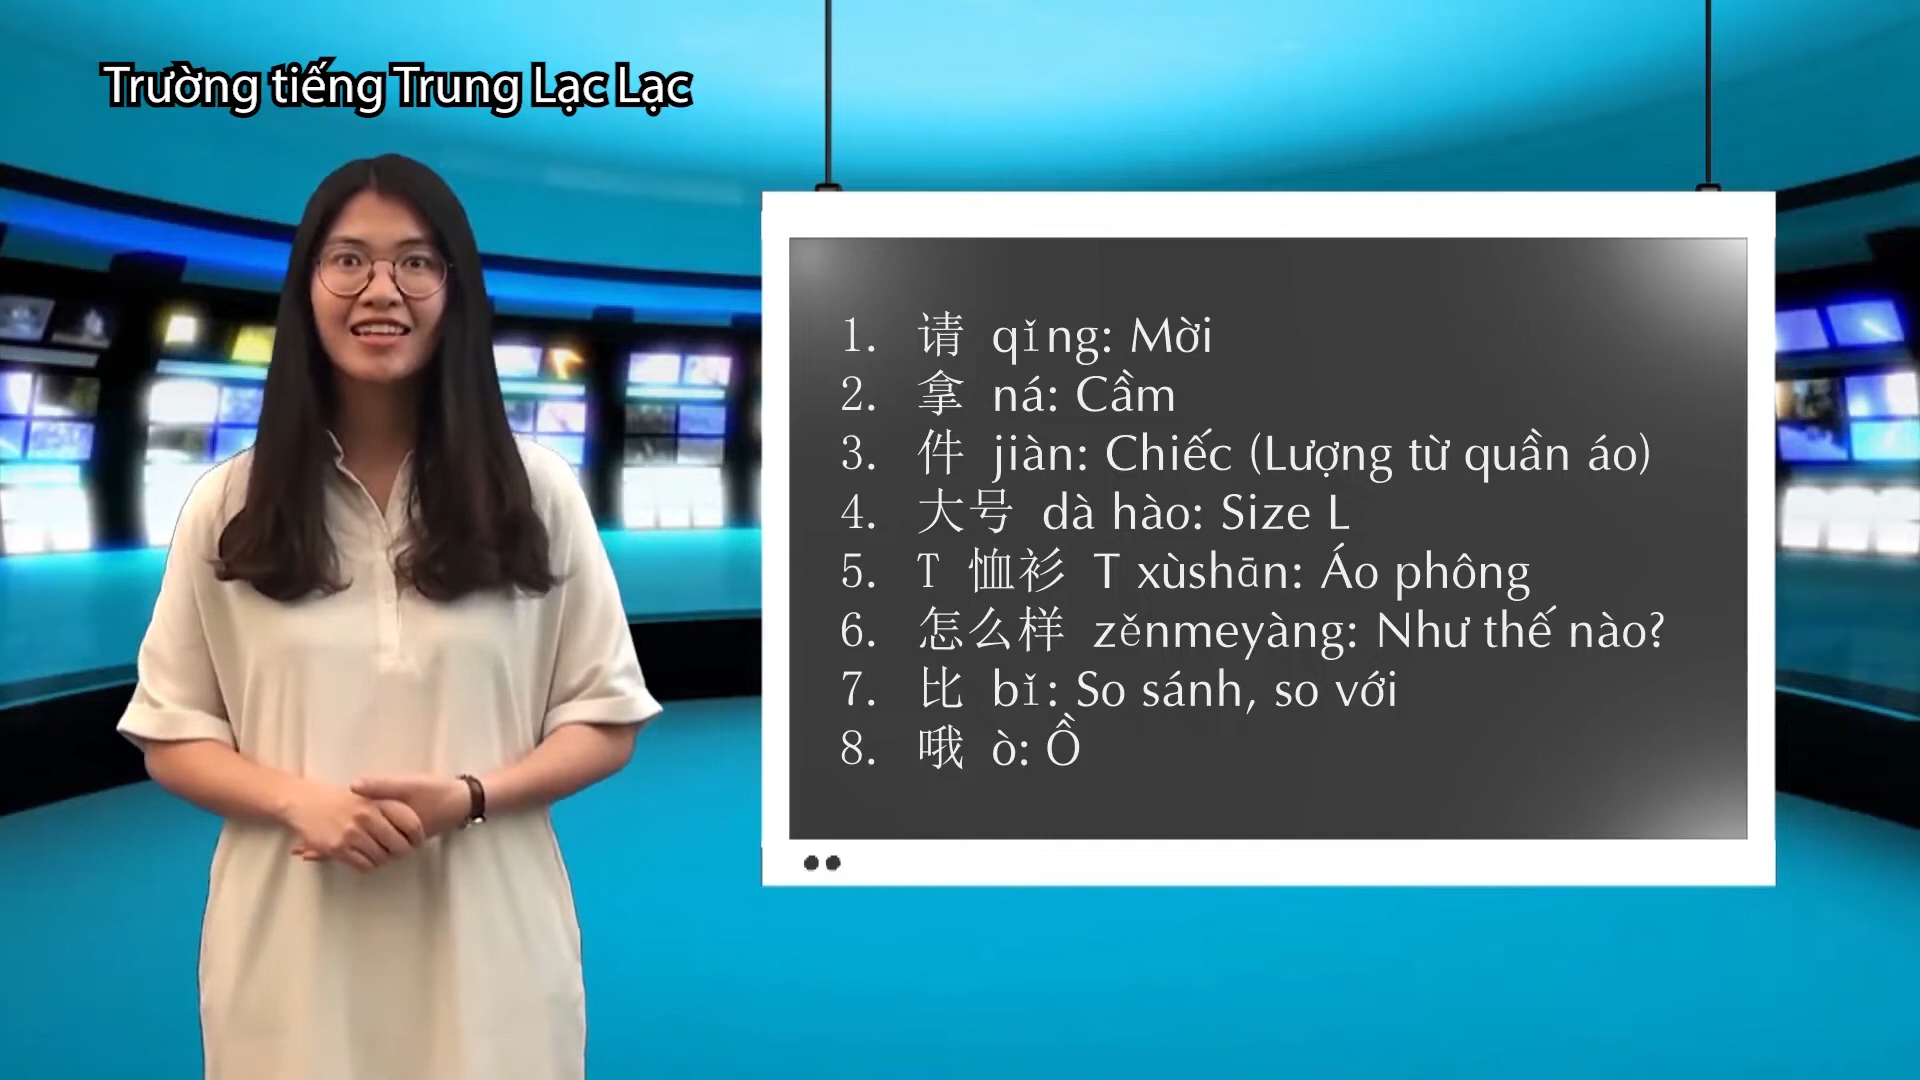 Trường tiếng Trung Lạc Lạc
1. 请 qǐng: Mời
2. 拿 ná: Cầm
3. 件 jiàn: Chiếc (Lượng từ quần áo)
4. 大号 dà hào: Size L
5. T 恤衫 T xùshān: Áo phông
6. 怎么样 zěnmeyàng: Như thế nào?
7. 比 bǐ: So sánh, so với
8. 哦 ò: Ồ